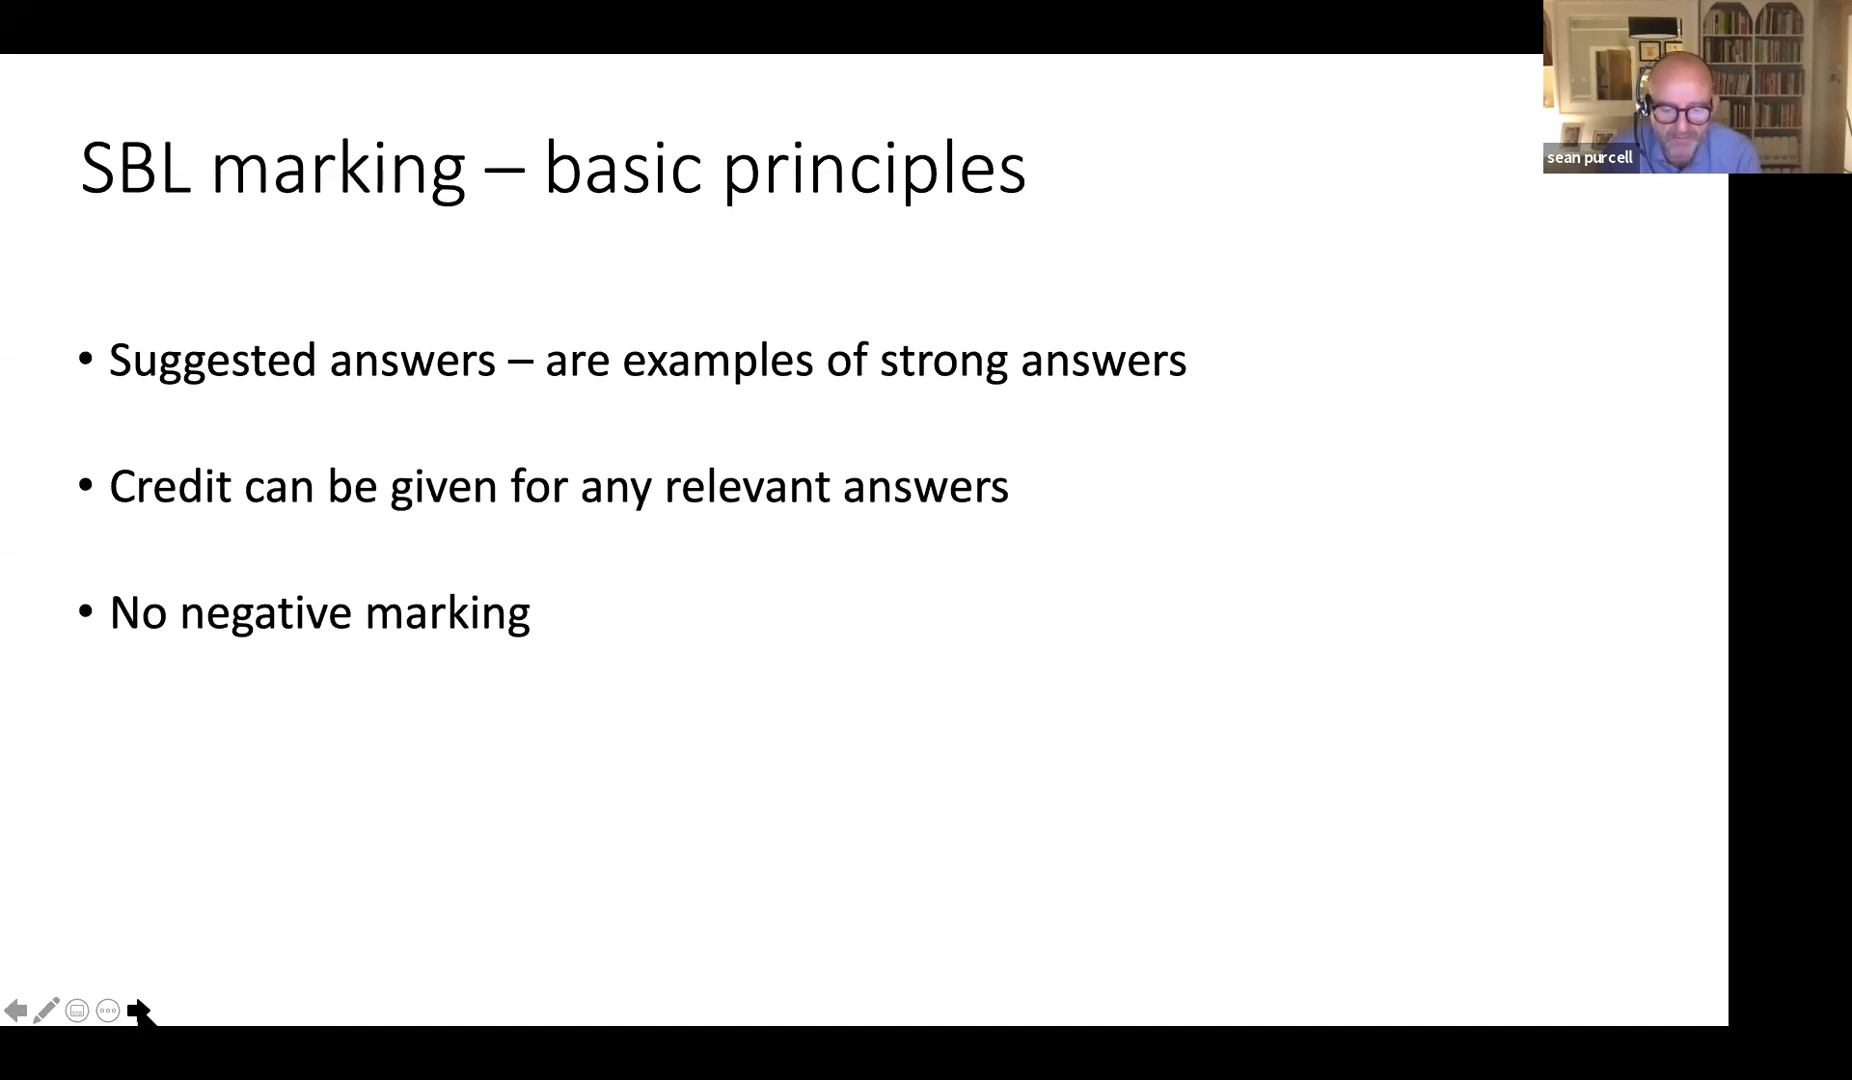 sean purcell
SBL marking – basic principles
• Suggested answers – are examples of strong answers
• Credit can be given for any relevant answers
• No negative marking